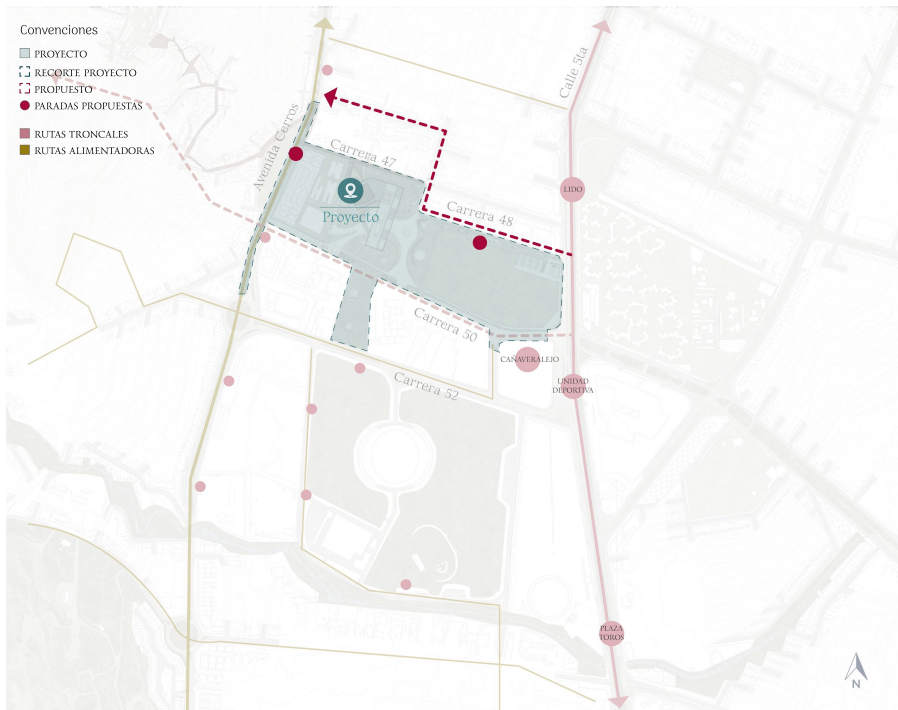 Convenciones
PROYECTO
RECORTE PROYECTO
PROPUESTO
PARADAS PROPUESTAS
RUTAS TRONCALES
RUTAS ALIMENTADORAS
Calle 5ta
Avenida Cerros
Carrera 47
Proyecto
LIDO
Carrera 48
Carrera 50
CAÑAVERALEJO
Carrera 52
UNIDAD
DEPORTIVA
PLAZA
TOROS
N